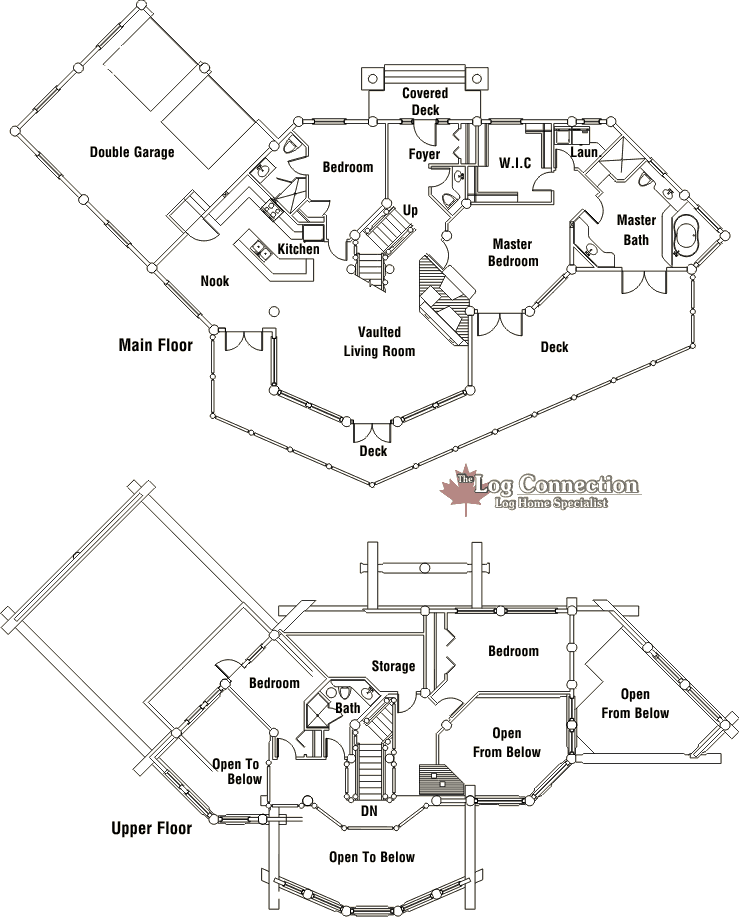 Covered
Deck
Double Garage
Foyer
Laun.
Bedroom
W.I.C
Up
Master
Bath
Kitchen
Master
Bedroom
Nook
Vaulted
Living Room
Main Floor
Deck
Deck
The Log Connection
Log Home Specialist
Bedroom
Storage
Bedroom
Bath
Open
From Below
Open
From Below
Open To
Below
DN
Upper Floor
Open To Below